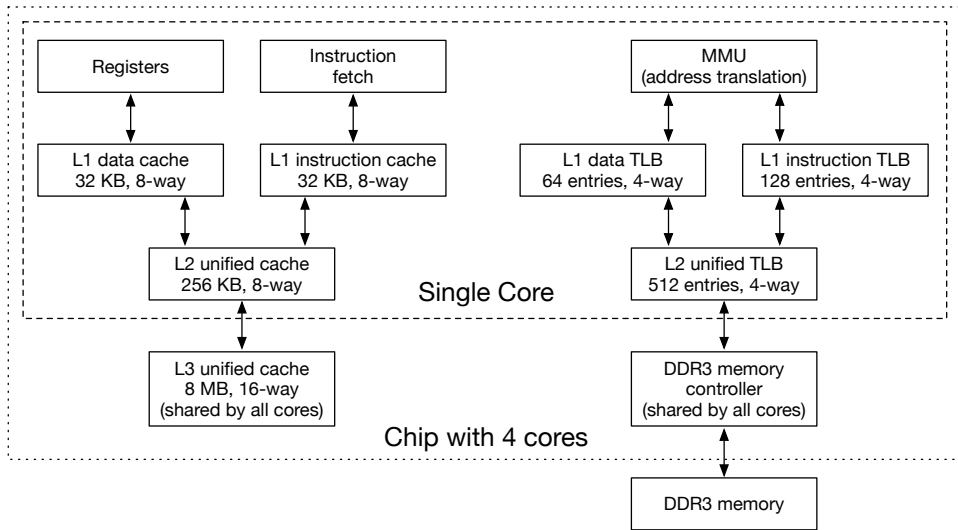 Registers
Instruction
fetch
MMU
(address translation)
L1 data cache
32 KB, 8-way
L1 instruction cache
32 KB, 8-way
L1 data TLB
64 entries, 4-way
L1 instruction TLB
128 entries, 4-way
L2 unified cache
256 KB, 8-way
L2 unified TLB
512 entries, 4-way
Single Core
L3 unified cache
8 MB, 16-way
(shared by all cores)
DDR3 memory
controller
(shared by all cores)
Chip with 4 cores
DDR3 memory